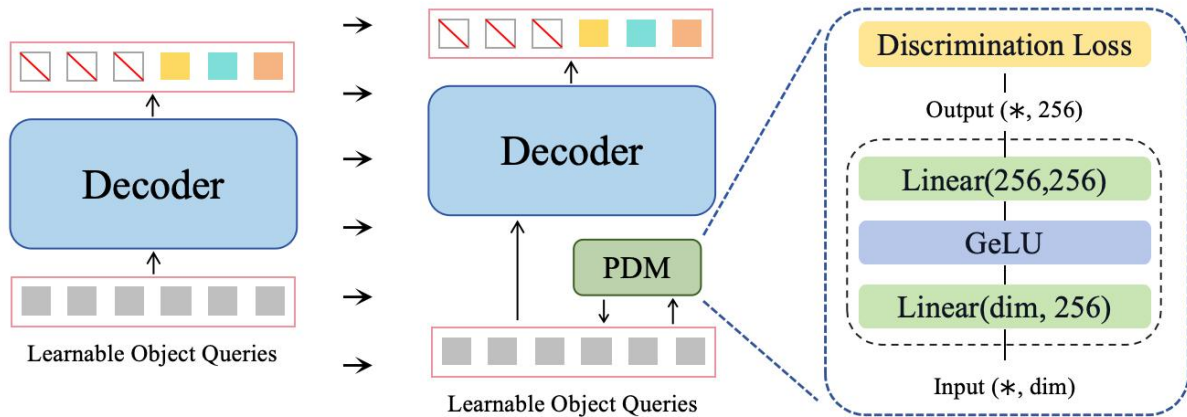 Decoder
Learnable Object Queries
Decoder
PDM
Learnable Object Queries
Discrimination Loss
Output (∗, 256)
Linear(256,256)
GeLU
Linear(dim, 256)
Input (∗, dim)